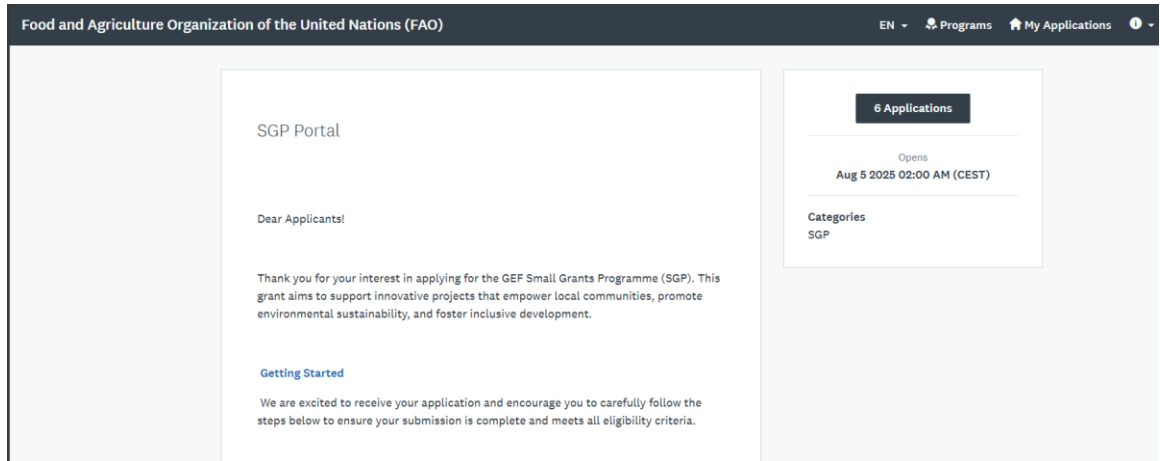 Food and Agriculture Organization of the United Nations (FAO)
EN
Programs
My Applications
SGP Portal
Dear Applicants!
Thank you for your interest in applying for the GEF Small Grants Programme (SGP). This
grant aims to support innovative projects that empower local communities, promote
environmental sustainability, and foster inclusive development.
Getting Started
We are excited to receive your application and encourage you to carefully follow the
steps below to ensure your submission is complete and meets all eligibility criteria.
6 Applications
Opens
Aug 5 2025 02:00 AM (CEST)
Categories
SGP